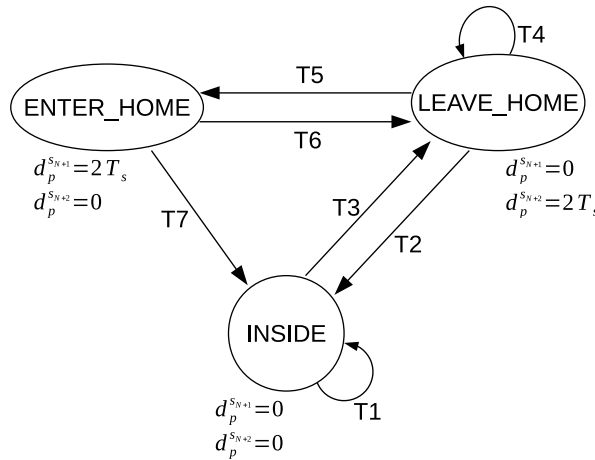 T4
T5
ENTER_HOME
LEAVE_HOME
T6
d_p^{s_{N+1}}=2T_s
d_p^{s_{N+2}}=0
d_p^{s_{N+1}}=0
d_p^{s_{N+2}}=2T_s
T7
T3
T2
INSIDE
T1
d_p^{s_{N+1}}=0
d_p^{s_{N+2}}=0